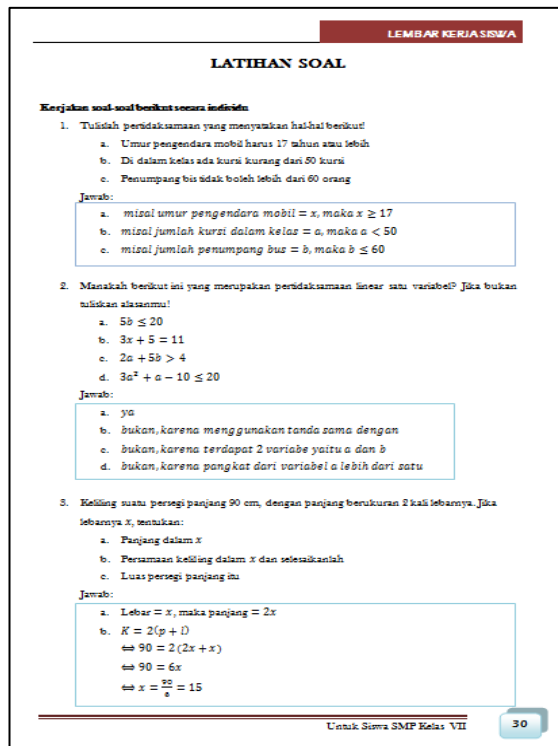 LEMBAR KERJA SISWA
LATIHAN SOAL
Kerjakan soal-soal berikut secara individu
1. Tulislah pertidaksamaan yang menyatakan hal-hal berikut!
a. Umur pengendara mobil harus 17 tahun atau lebih
b. Di dalam kelas ada kursi kurang dari 50 kursi
c. Penumpang bis tidak boleh lebih dari 60 orang
Jawab:
a. misal umur pengendara mobil = x, maka x ≥ 17
b. misal jumlah kursi dalam kelas = a, maka a < 50
c. misal jumlah penumpang bus = b, maka b ≤ 60
2. Manakah berikut ini yang merupakan pertidaksamaan linear satu variabel? Jika bukan
tuliskan alasanmu!
a. 5b ≤ 20
b. 3x + 5 = 11
c. 2a + 5b > 4
d. 3a² + a − 10 ≤ 20
Jawab:
a. ya
b. bukan, karena menggunakan tanda sama dengan
c. bukan, karena terdapat 2 variabe yaitu a dan b
d. bukan, karena pangkat dari variabel a lebih dari satu
3. Keliling suatu persegi panjang 90 cm, dengan panjang berukuran 2 kali lebarnya. Jika
lebarnya x, tentukan:
a. Panjang dalam x
b. Persamaan keliling dalam x dan selesaikanlah
c. Luas persegi panjang itu
Jawab:
a. Lebar = x, maka panjang = 2x
b. K = 2(p + l)
⇔ 90 = 2(2x + x)
⇔ 90 = 6x
⇔ x = 90/6 = 15
Untuk Siswa SMP Kelas VII 30